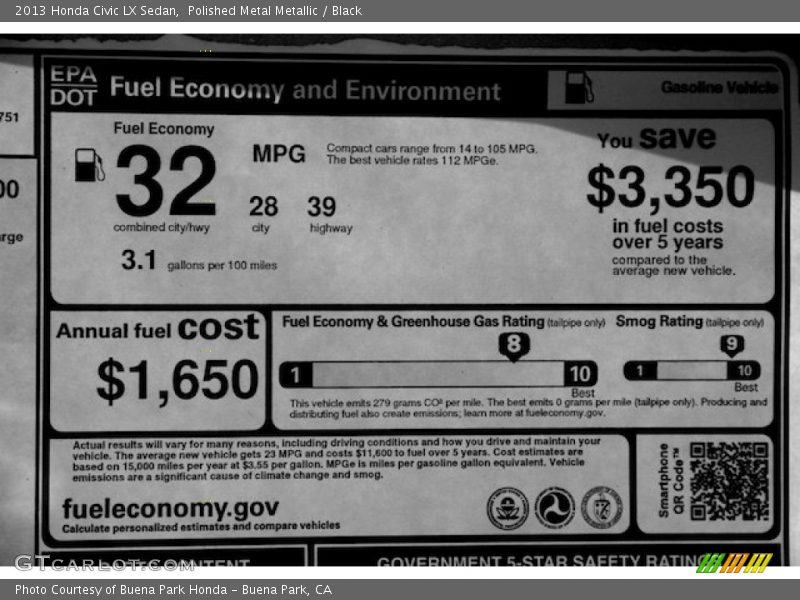 2013 Honda Civic LX Sedan, Polished Metal Metallic / Black
EPA
DOT
Fuel Economy and Environment
Gasoline Vehicle
751
00
Fuel Economy
32
MPG
combined city/hwy
28
city
39
highway
3.1 gallons per 100 miles
Compact cars range from 14 to 105 MPG.
The best vehicle rates 112 MPGe.
You save
$3,350
in fuel costs
over 5 years
compared to the
average new vehicle.
Annual fuel cost
$1,650
Fuel Economy & Greenhouse Gas Rating (tailpipe only)
8
1
10
Best
Smog Rating (tailpipe only)
9
1
10
Best
This vehicle emits 279 grams CO² per mile. The best emits 0 grams per mile (tailpipe only). Producing and
distributing fuel also create emissions; learn more at fueleconomy.gov.
Actual results will vary for many reasons, including driving conditions and how you drive and maintain your
vehicle. The average new vehicle gets 23 MPG and costs $11,600 to fuel over 5 years. Cost estimates are
based on 15,000 miles per year at $3.55 per gallon. MPGe is miles per gasoline gallon equivalent. Vehicle
emissions are a significant cause of climate change and smog.
fueleconomy.gov
Calculate personalized estimates and compare vehicles
Smartphone
QR Code™
GTCARLOT.COM
GOVERNMENT 5-STAR SAFETY RATING
Photo Courtesy of Buena Park Honda – Buena Park, CA